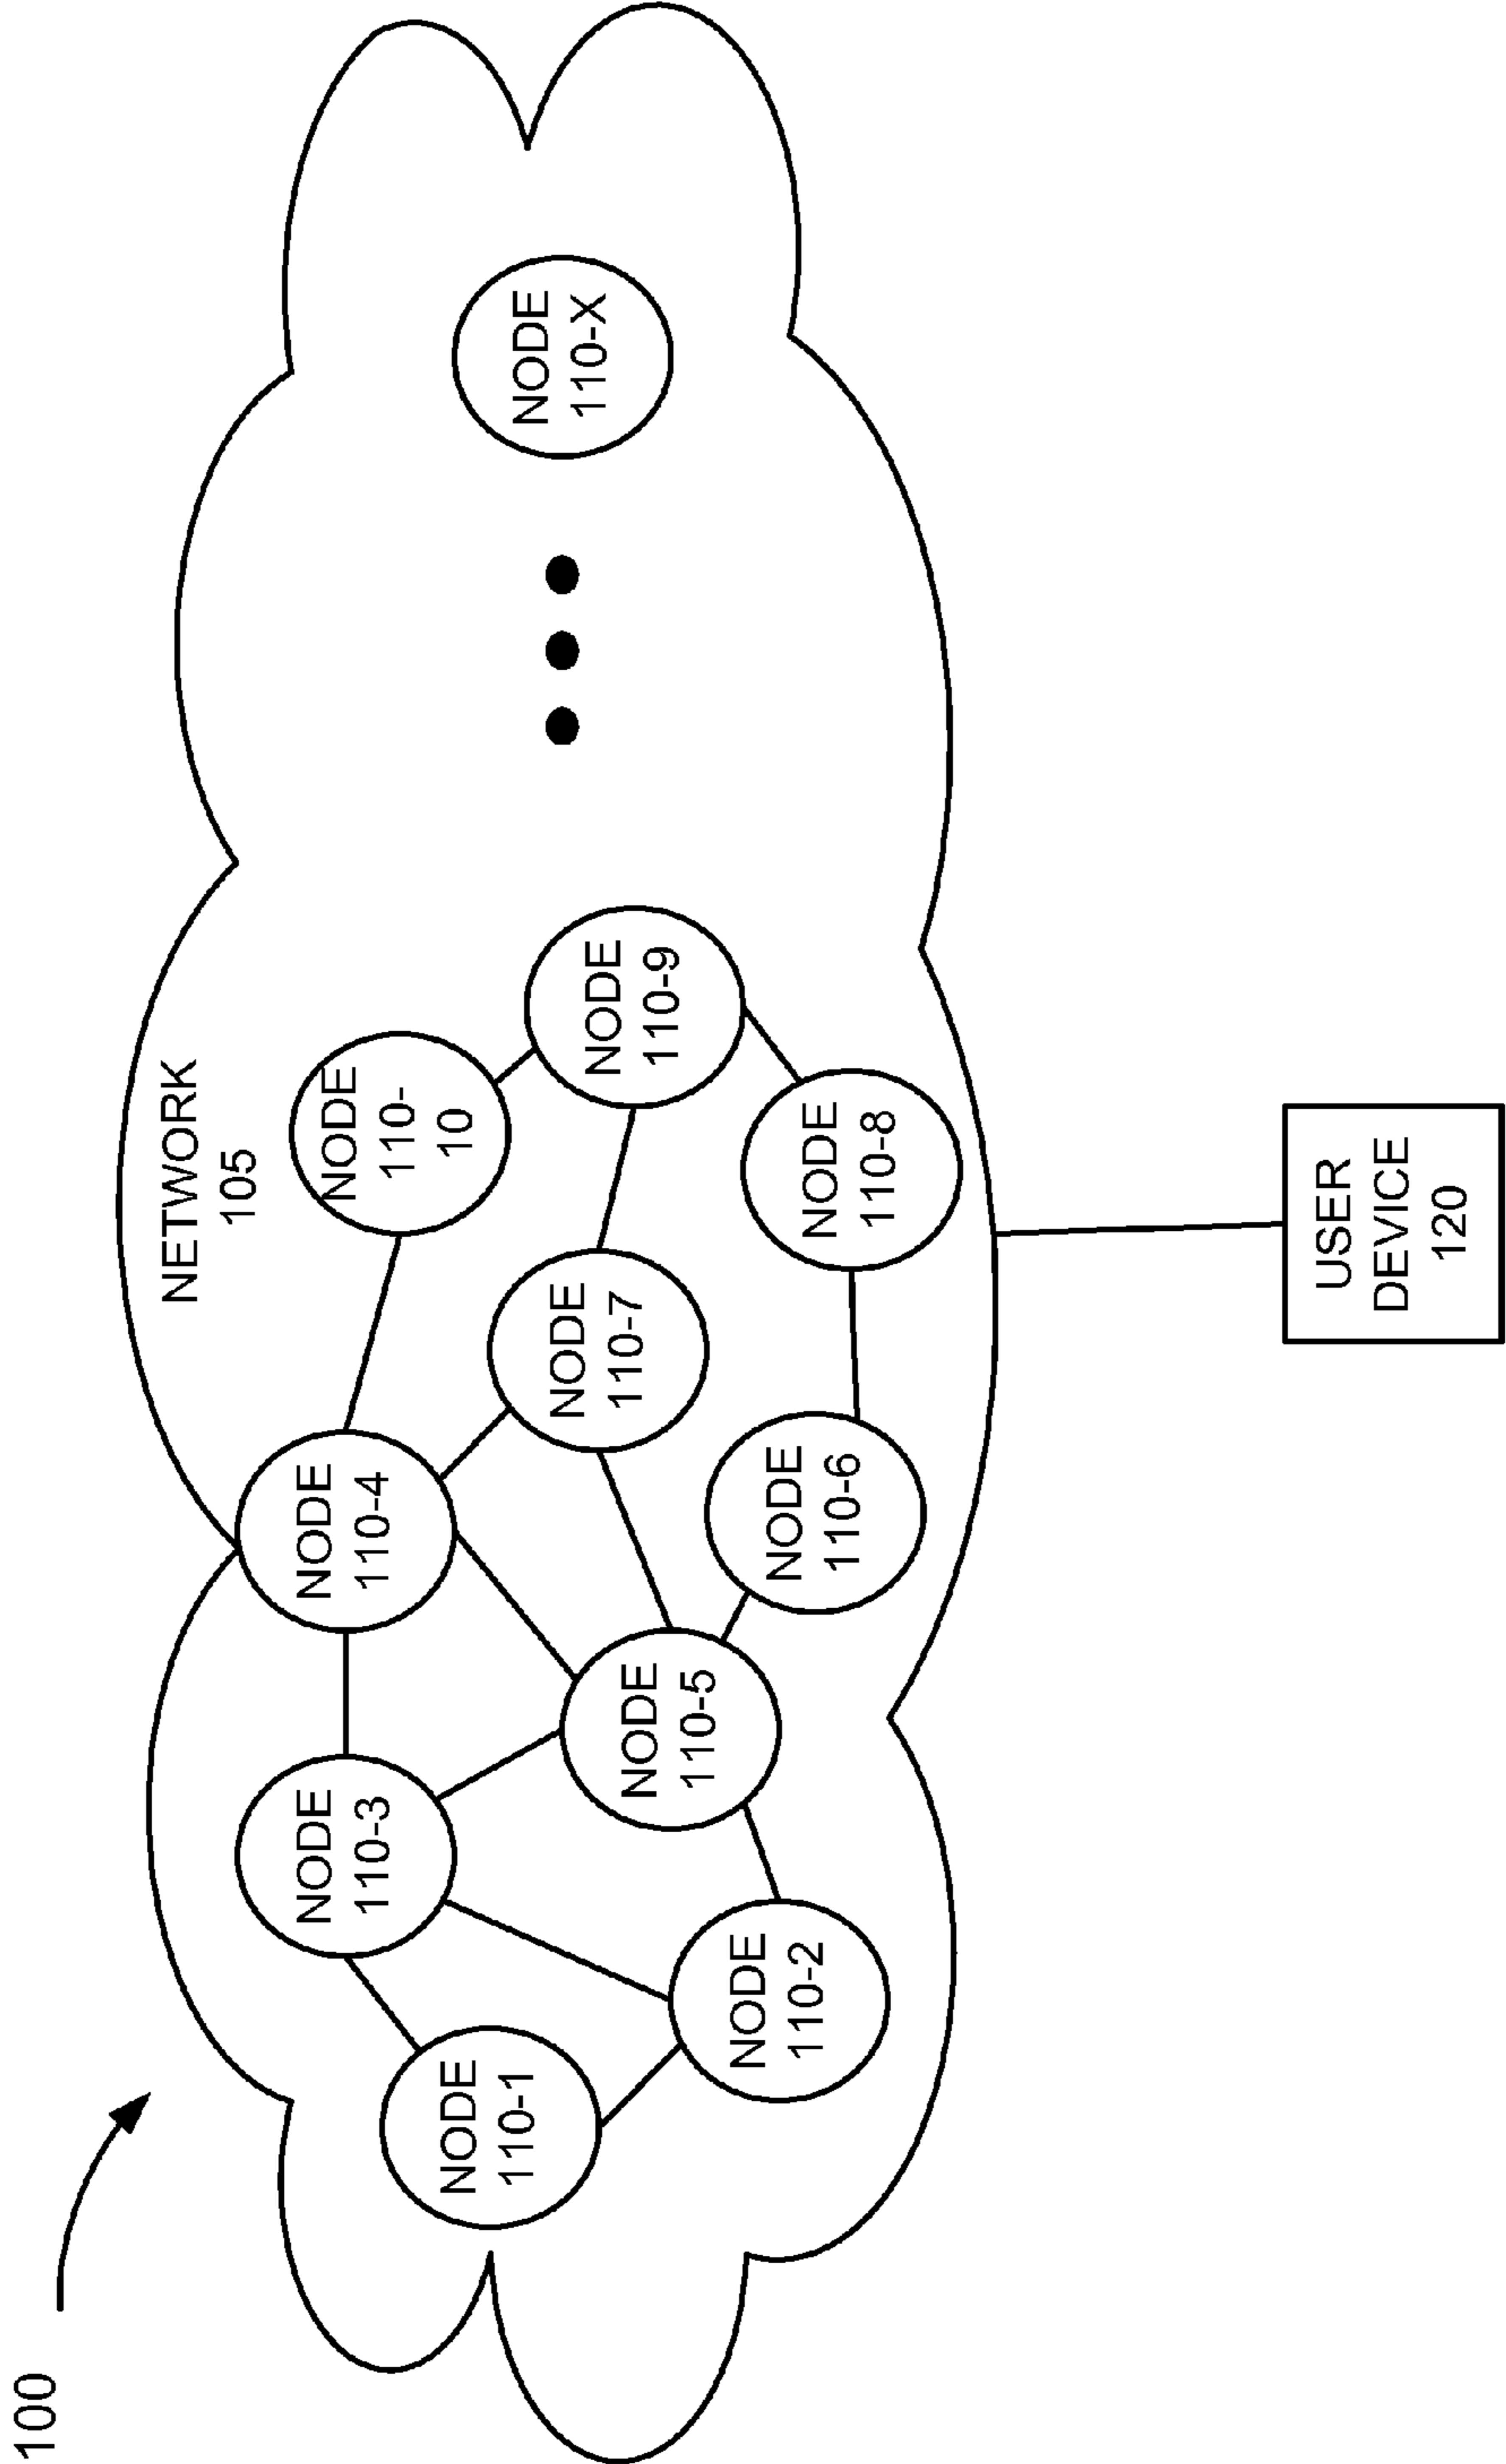 100
NETWORK
105
NODE
110-1
NODE
110-2
NODE
110-3
NODE
110-4
NODE
110-5
NODE
110-6
NODE
110-7
NODE
110-8
NODE
110-9
NODE
110-
10
NODE
110-X
USER
DEVICE
120